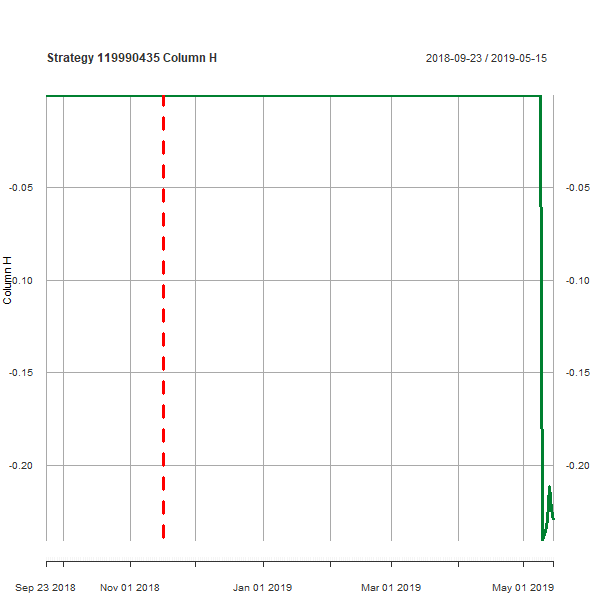 Strategy 119990435 Column H
2018-09-23 / 2019-05-15
-0.05 -0.05
-0.10 -0.10
Column H
-0.15 -0.15
-0.20 -0.20
Sep 23 2018 Nov 01 2018 Jan 01 2019 Mar 01 2019 May 01 2019